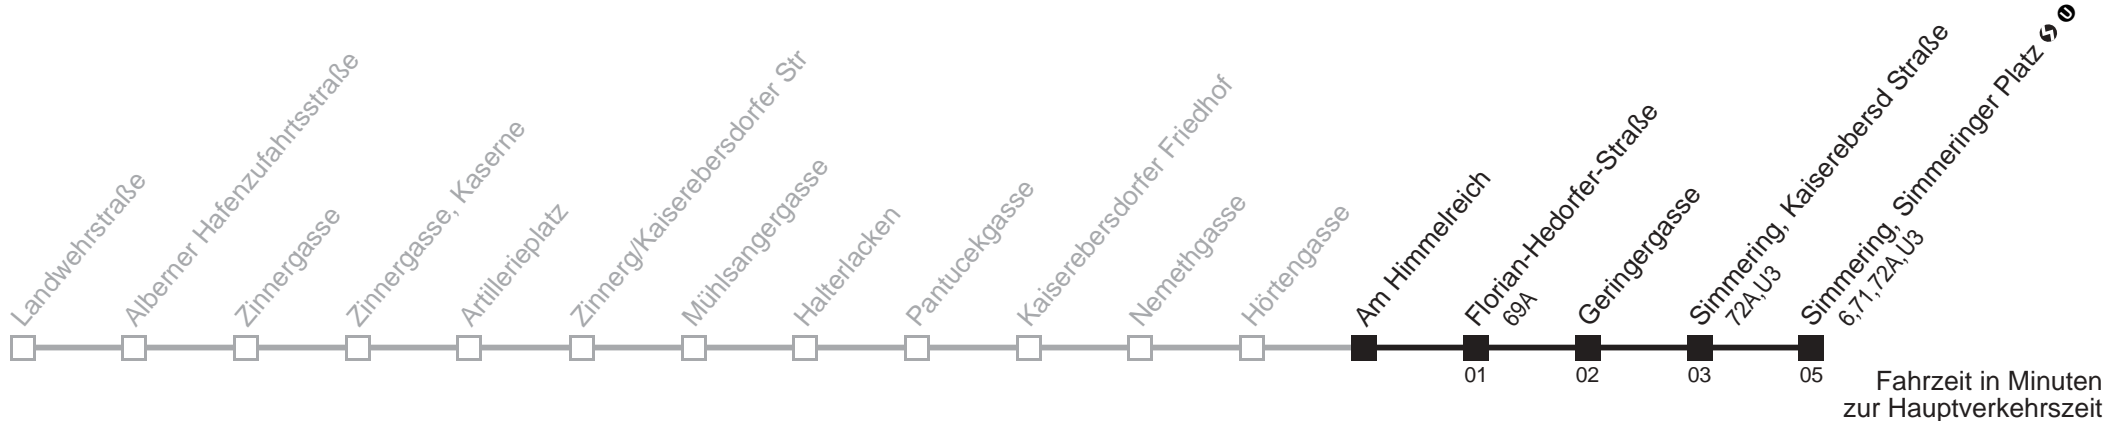 Landwehrstraße
Alberner Hafenzufahrtsstraße
Zinnergasse
Zinnergasse, Kaserne
Artillerieplatz
Zinnerg/Kaiserebersdorfer Str
Mühlsangergasse
Halterlacken
Pantucekgasse
Kaiserebersdorfer Friedhof
Nemethgasse
Hörtengasse
Am Himmelreich
Florian-Hedorfer-Straße
69A
Geringergasse
Simmering, Kaiserebersd Straße
72A,U3
Simmering, Simmeringer Platz S U
6,71,72A,U3
01 02 03 05
Fahrzeit in Minuten
zur Hauptverkehrszeit